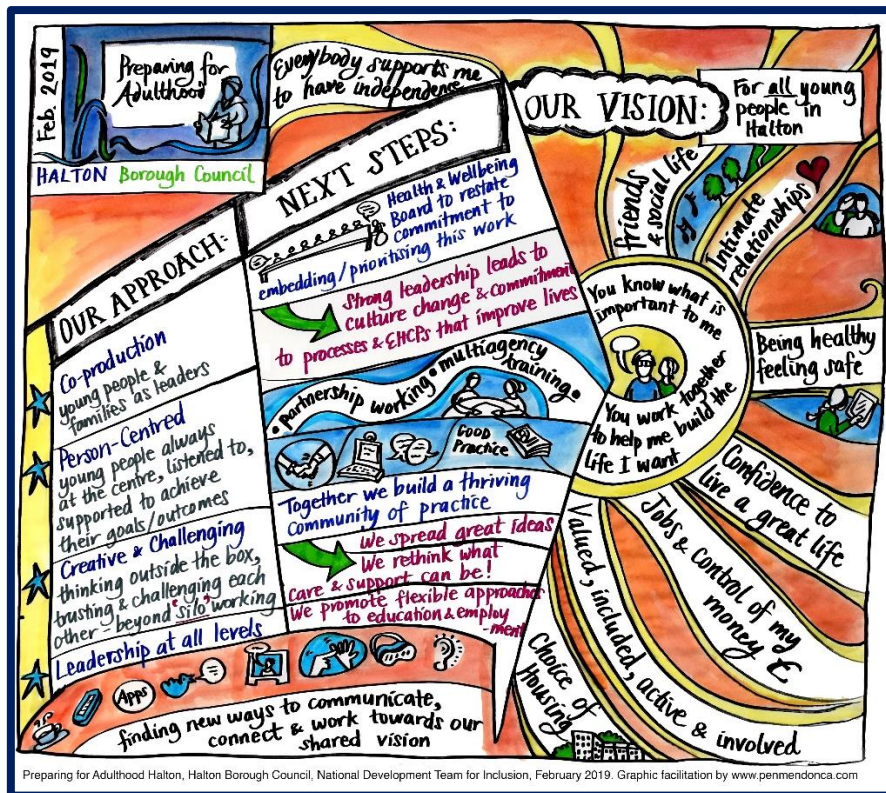 Feb. 2019
Preparing for
Adulthood
HALTON Borough Council
Everybody supports me
to have independence
OUR VISION:
For all young
people in
Halton
OUR APPROACH:
Co-production
young people &
families as leaders
Person-Centred
young people always
at the centre, listened to,
supported to achieve
their goals/outcomes
Creative & Challenging
thinking outside the box,
trusting & challenging each
other - beyond 'silo' working
Leadership at all levels
NEXT STEPS:
Health & Wellbeing
Board to restate
commitment to
embedding/prioritising this work
Strong leadership leads to
culture change & commitment
to processes & EHCPs that improve lives
• partnership working • multiagency
training •
GOOD
PRACTICE
Together we build a thriving
community of practice
We spread great ideas
We rethink what
care & support can be!
We promote flexible approaches
to education & employ
-ment
Apps
finding new ways to communicate,
connect & work towards our
shared vision
friends
& social life
Intimate
relationships
You know what is
important to me
You work together
to help me build the
life I want
Being healthy
feeling safe
Confidence to
live a great life
Jobs & control of my
money £
Valued, included, active & involved
Choice of
Housing
Preparing for Adulthood Halton, Halton Borough Council, National Development Team for Inclusion, February 2019. Graphic facilitation by www.penmendonca.com